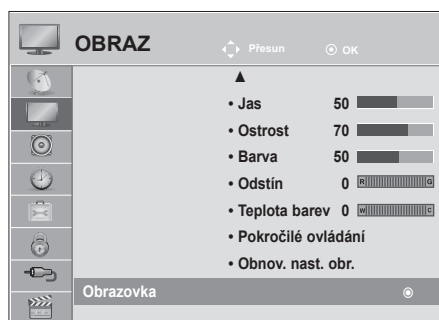 OBRAZ Přesun OK
▲
• Jas 50
• Ostrost 70
• Barva 50
• Odstín 0 R G
• Teplota barev 0 W C
• Pokročilé ovládání
• Obnov. nast. obr.
Obrazovka